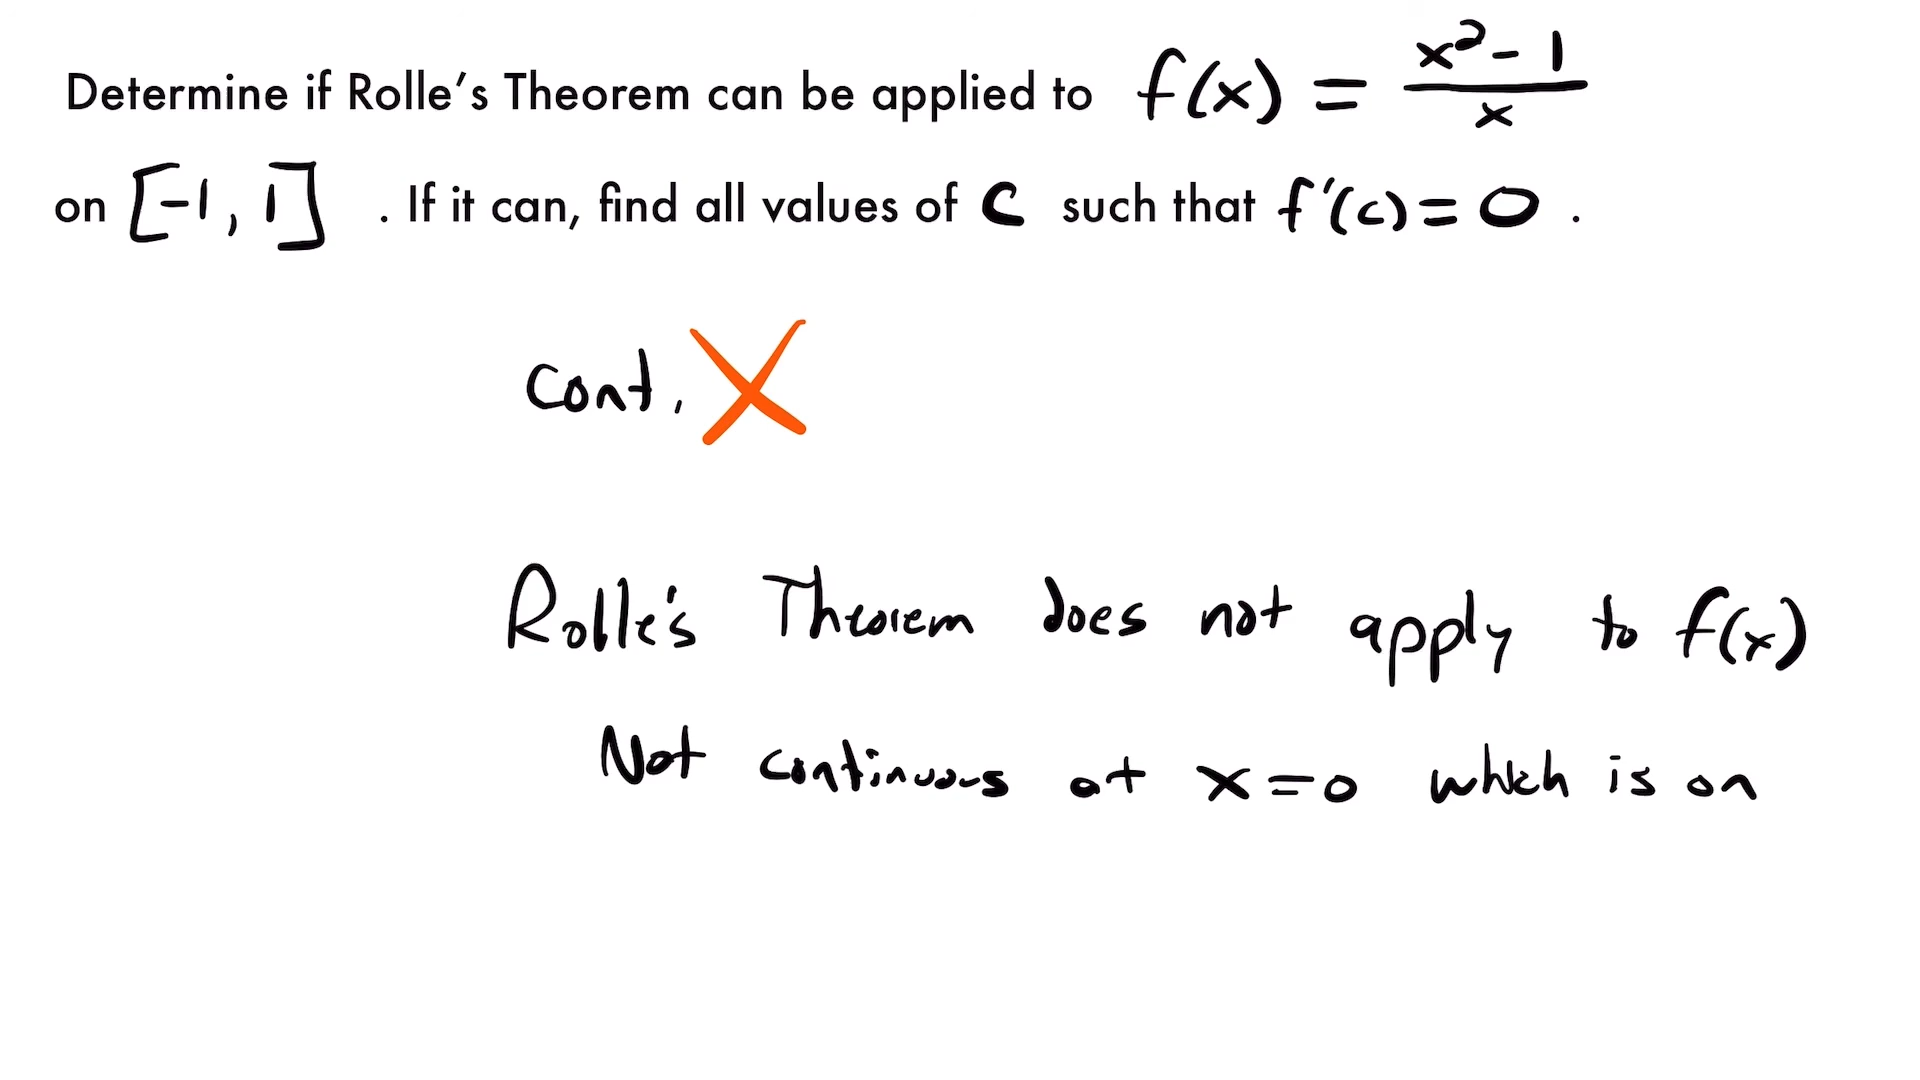 Determine if Rolle's Theorem can be applied to f(x) = (x² - 1)/x
on [-1, 1] . If it can, find all values of C such that f'(c) = 0 .
cont. X
Rolle's Theorem does not apply to f(x)
Not continuous at x=0 which is on